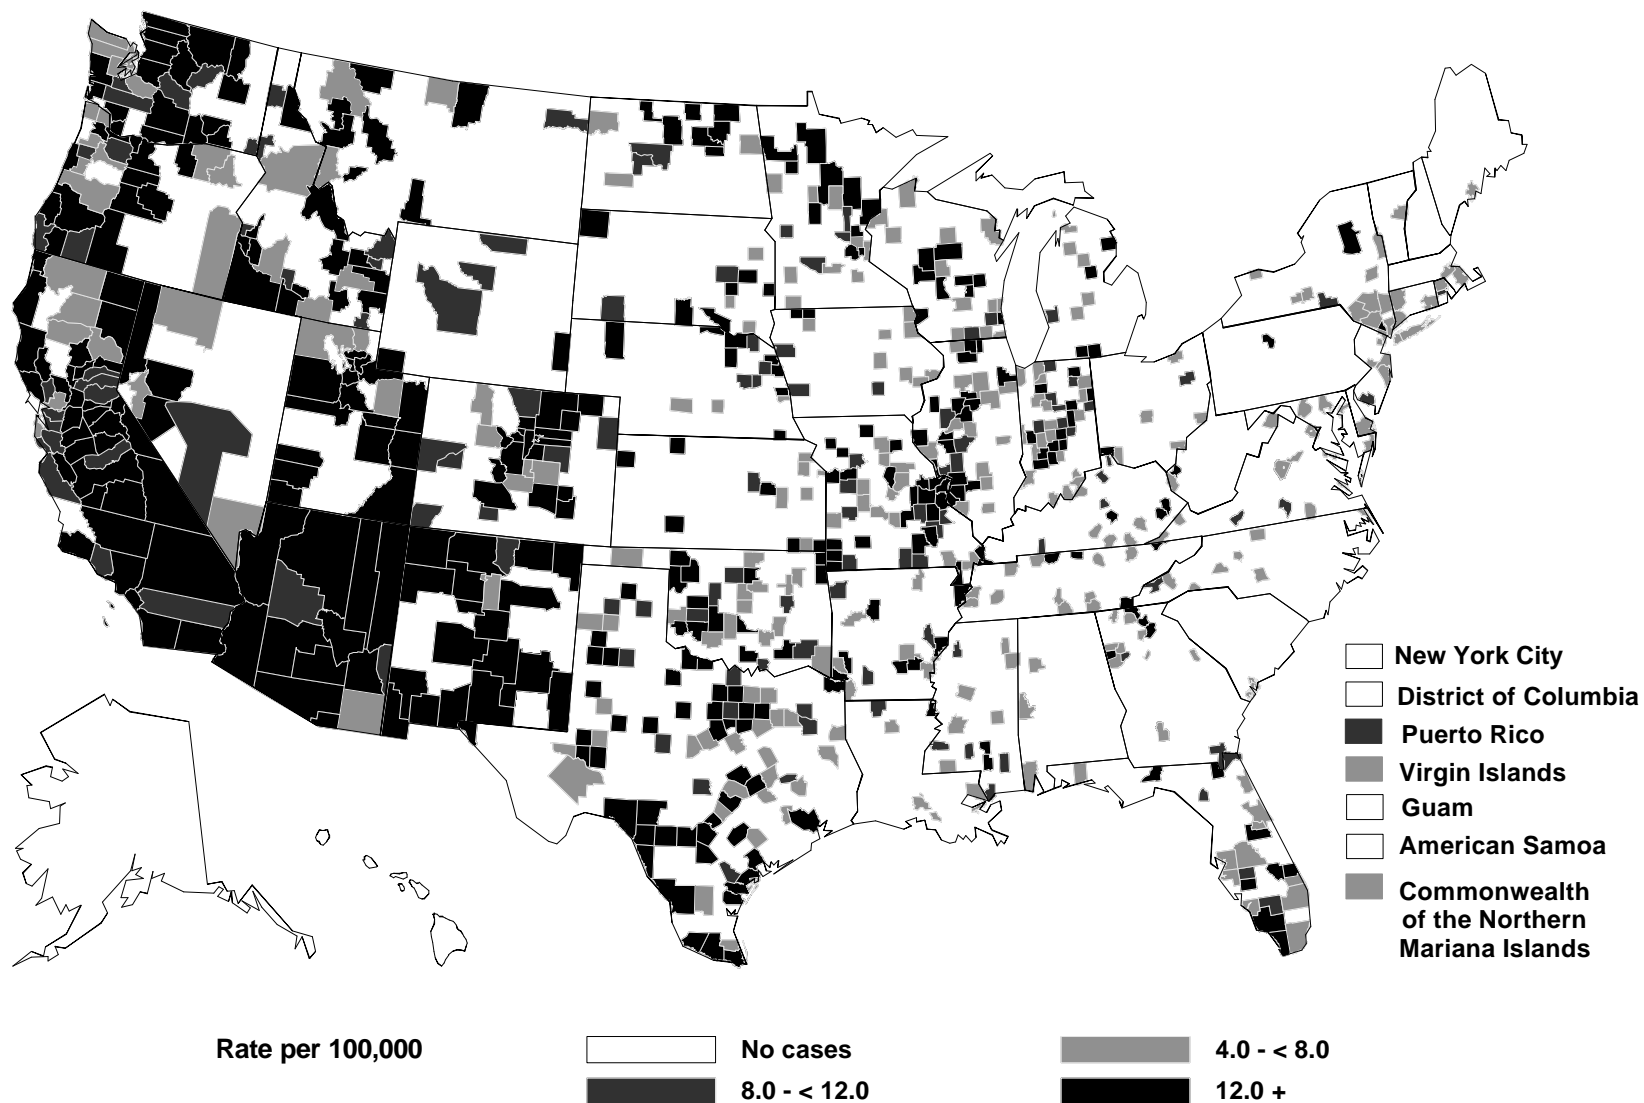 New York City
District of Columbia
Puerto Rico
Virgin Islands
Guam
American Samoa
Commonwealth
of the Northern
Mariana Islands
Rate per 100,000
No cases
4.0 - < 8.0
8.0 - < 12.0
12.0 +